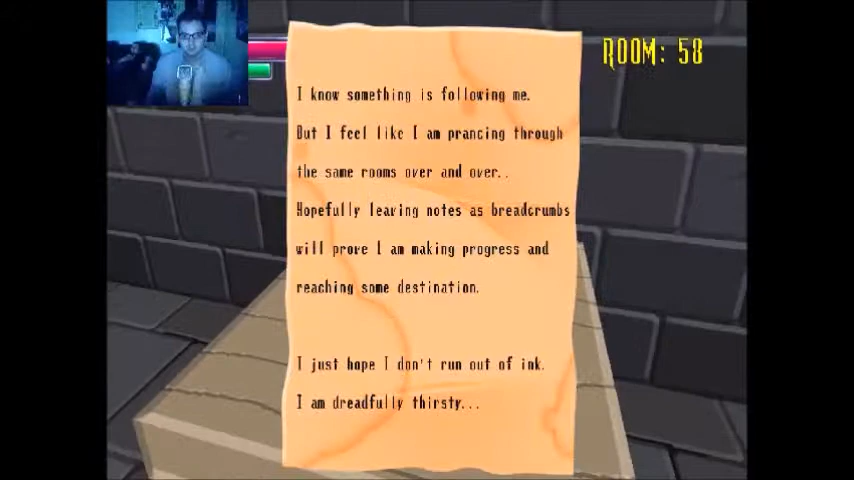 ROOM: 58
I know something is following me.
But I feel like I am prancing through
the same rooms over and over..
Hopefully leaving notes as breadcrumbs
will prove I am making progress and
reaching some destination.
I just hope I don't run out of ink.
I am dreadfully thirsty...